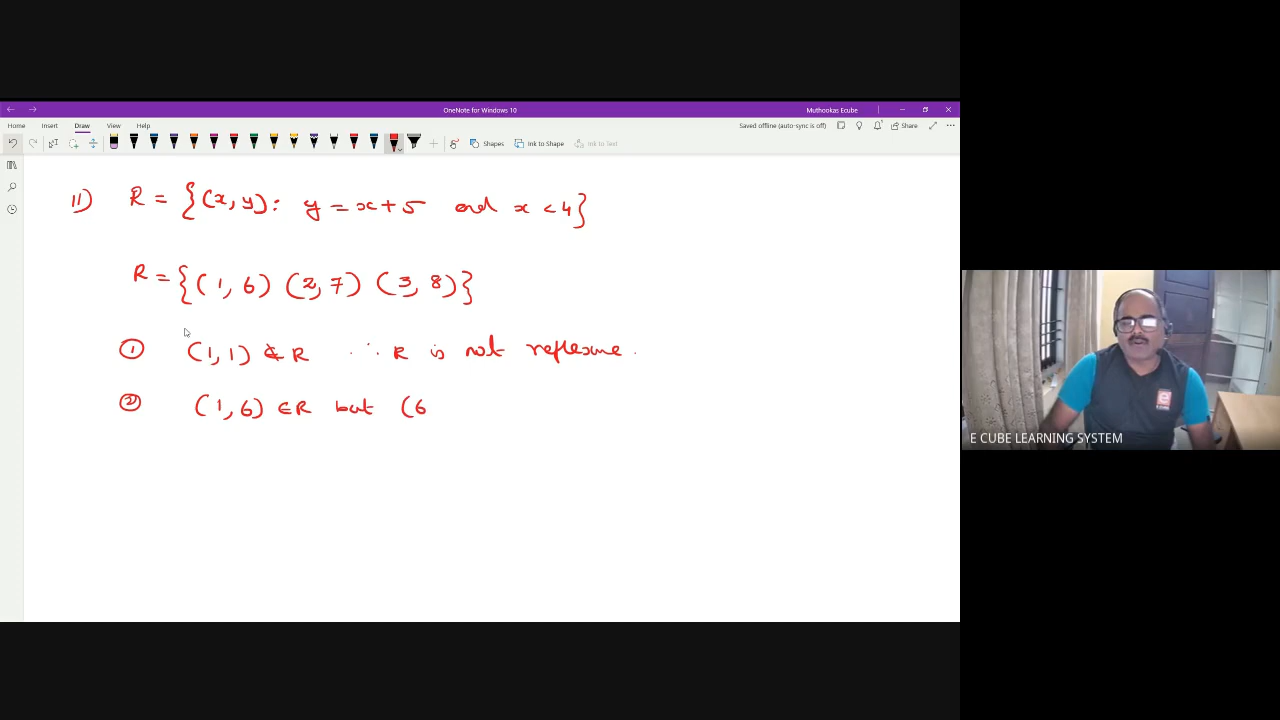 OneNote for Windows 10
Muthookas Ecube
Home Insert Draw View Help
Saved offline (auto-sync is off) Share
Shapes Ink to Shape Ink to Text
11) R = {(x, y): y = x + 5 and x < 4}
R = {(1, 6) (2, 7) (3, 8)}
① (1, 1) ∉ R ∴ R is not reflexive.
② (1, 6) ∈ R but (6
E CUBE LEARNING SYSTEM